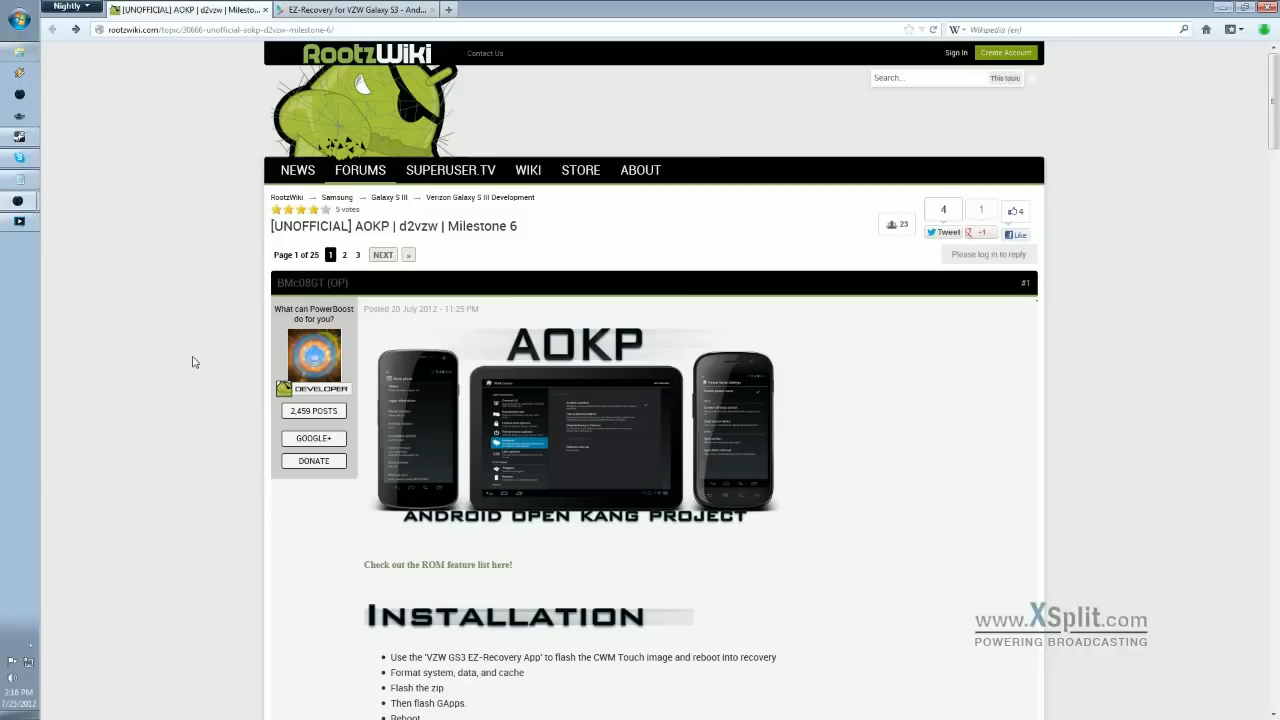 Nightly
[UNOFFICIAL] AOKP | d2vzw | Milesto...
EZ-Recovery for VZW Galaxy S3 - And...
rootzwiki.com/topic/30666-unofficial-aokp-d2vzw-milestone-6/
Wikipedia (en)
RootzWiki
Contact Us
Sign In
Create Account
Search...
This topic
NEWS
FORUMS
SUPERUSER.TV
WIKI
STORE
ABOUT
RootzWiki → Samsung → Galaxy S III → Verizon Galaxy S III Development
5 votes
[UNOFFICIAL] AOKP | d2vzw | Milestone 6
23
4
Tweet
1
+1
4
Like
Page 1 of 25 1 2 3 NEXT »
Please log in to reply
BMc08GT (OP)
#1
What can PowerBoost
do for you?
Posted 20 July 2012 - 11:25 PM
DEVELOPER
2,459 POSTS
GOOGLE+
DONATE
AOKP
ANDROID OPEN KANG PROJECT
Check out the ROM feature list here!
INSTALLATION
Use the 'VZW GS3 EZ-Recovery App' to flash the CWM Touch image and reboot into recovery
Format system, data, and cache
Flash the zip
Then flash GApps.
Reboot
www.XSplit.com
POWERING BROADCASTING
2:16 PM
7/25/2012